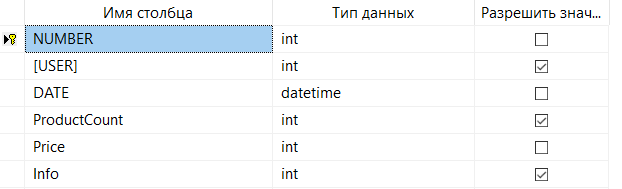 Имя столбца Тип данных Разрешить знач...
NUMBER int
[USER] int
DATE datetime
ProductCount int
Price int
Info int